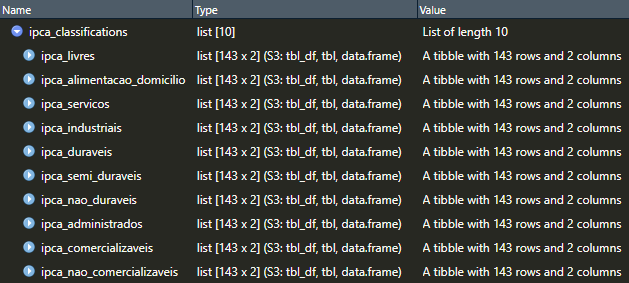 Name Type Value
ipca_classifications list [10] List of length 10
ipca_livres list [143 x 2] (S3: tbl_df, tbl, data.frame) A tibble with 143 rows and 2 columns
ipca_alimentacao_domicilio list [143 x 2] (S3: tbl_df, tbl, data.frame) A tibble with 143 rows and 2 columns
ipca_servicos list [143 x 2] (S3: tbl_df, tbl, data.frame) A tibble with 143 rows and 2 columns
ipca_industriais list [143 x 2] (S3: tbl_df, tbl, data.frame) A tibble with 143 rows and 2 columns
ipca_duraveis list [143 x 2] (S3: tbl_df, tbl, data.frame) A tibble with 143 rows and 2 columns
ipca_semi_duraveis list [143 x 2] (S3: tbl_df, tbl, data.frame) A tibble with 143 rows and 2 columns
ipca_nao_duraveis list [143 x 2] (S3: tbl_df, tbl, data.frame) A tibble with 143 rows and 2 columns
ipca_administrados list [143 x 2] (S3: tbl_df, tbl, data.frame) A tibble with 143 rows and 2 columns
ipca_comercializaveis list [143 x 2] (S3: tbl_df, tbl, data.frame) A tibble with 143 rows and 2 columns
ipca_nao_comercializaveis list [143 x 2] (S3: tbl_df, tbl, data.frame) A tibble with 143 rows and 2 columns